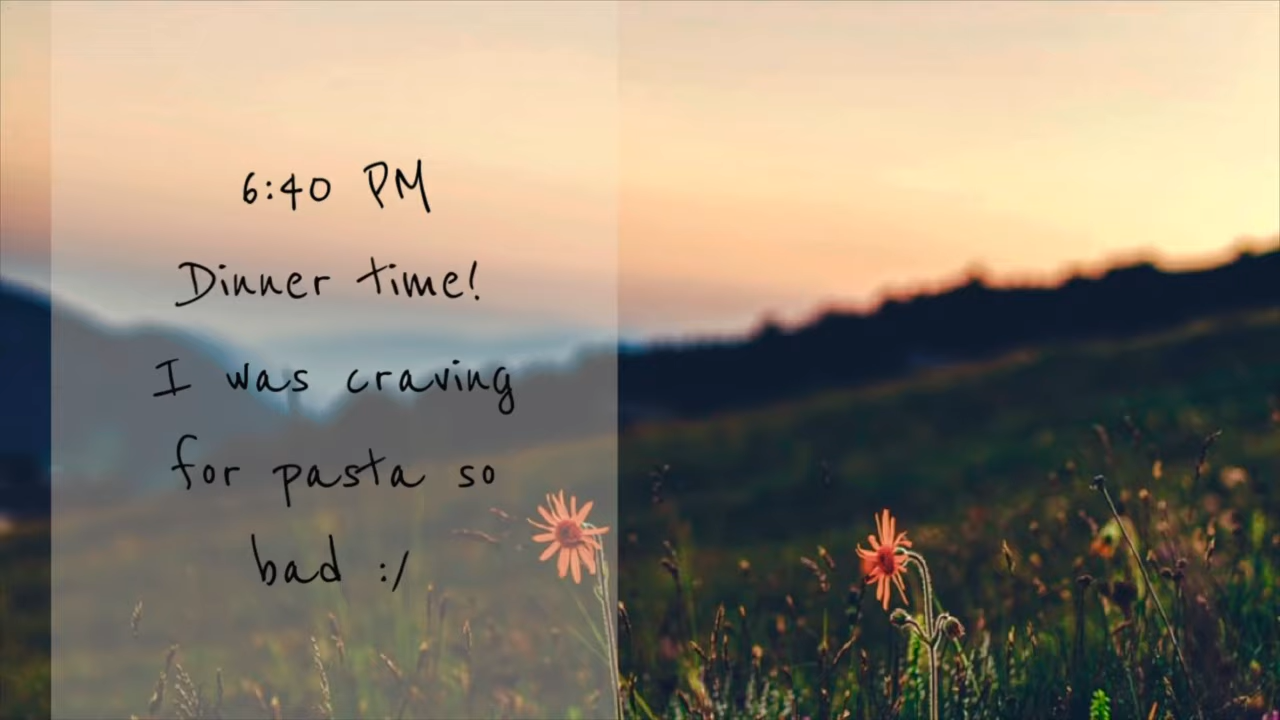 6:40 PM
Dinner time!
I was craving
for pasta so
bad :/